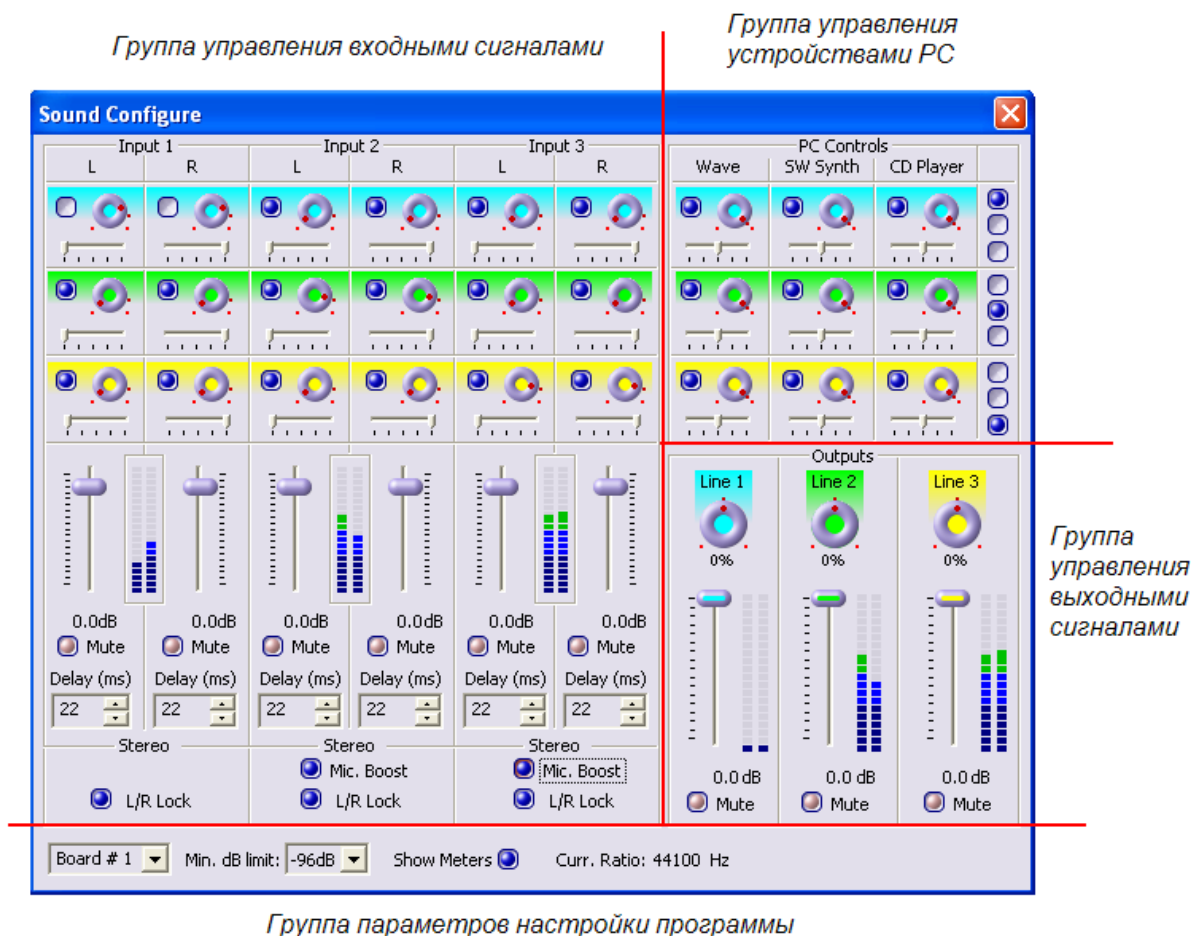 Группа управления входными сигналами
Группа управления
устройствами PC
Sound Configure
Input 1 Input 2 Input 3 PC Controls
L R L R L R Wave SW Synth CD Player
Outputs
Line 1 Line 2 Line 3
0% 0% 0%
Группа
управления
выходными
сигналами
0.0dB 0.0dB 0.0dB 0.0dB 0.0dB 0.0dB
Mute Mute Mute Mute Mute Mute
Delay (ms) Delay (ms) Delay (ms) Delay (ms) Delay (ms) Delay (ms)
22 22 22 22 22 22
Stereo Stereo Stereo
Mic. Boost Mic. Boost
L/R Lock L/R Lock L/R Lock
0.0 dB 0.0 dB 0.0 dB
Mute Mute Mute
Board # 1 Min. dB limit: -96dB Show Meters Curr. Ratio: 44100 Hz
Группа параметров настройки программы